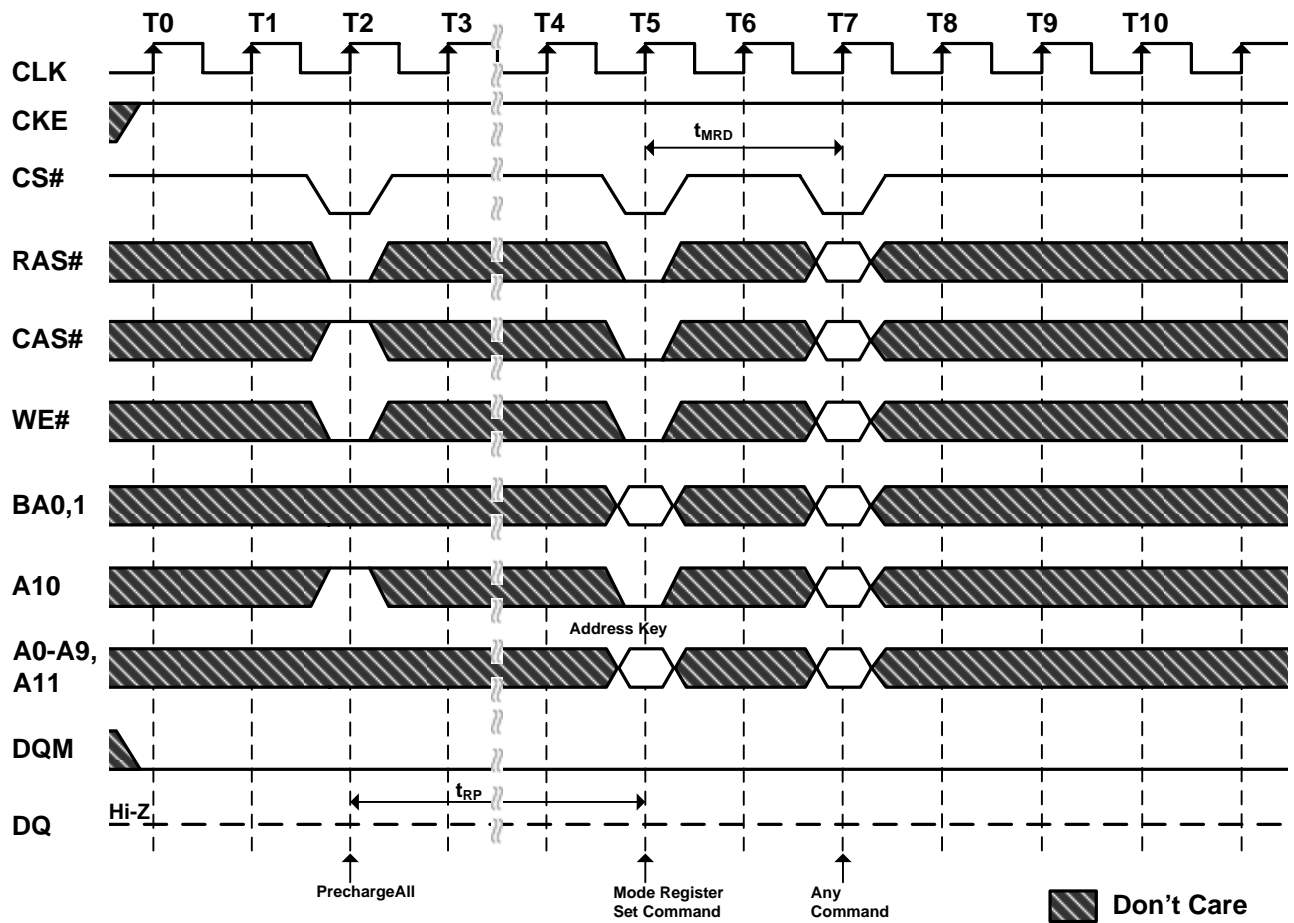 T0 T1 T2 T3 T4 T5 T6 T7 T8 T9 T10
CLK
CKE
tMRD
CS#
RAS#
CAS#
WE#
BA0,1
A10
Address Key
A0-A9,
A11
DQM
tRP
Hi-Z
DQ
PrechargeAll
Mode Register
Set Command
Any
Command
Don't Care